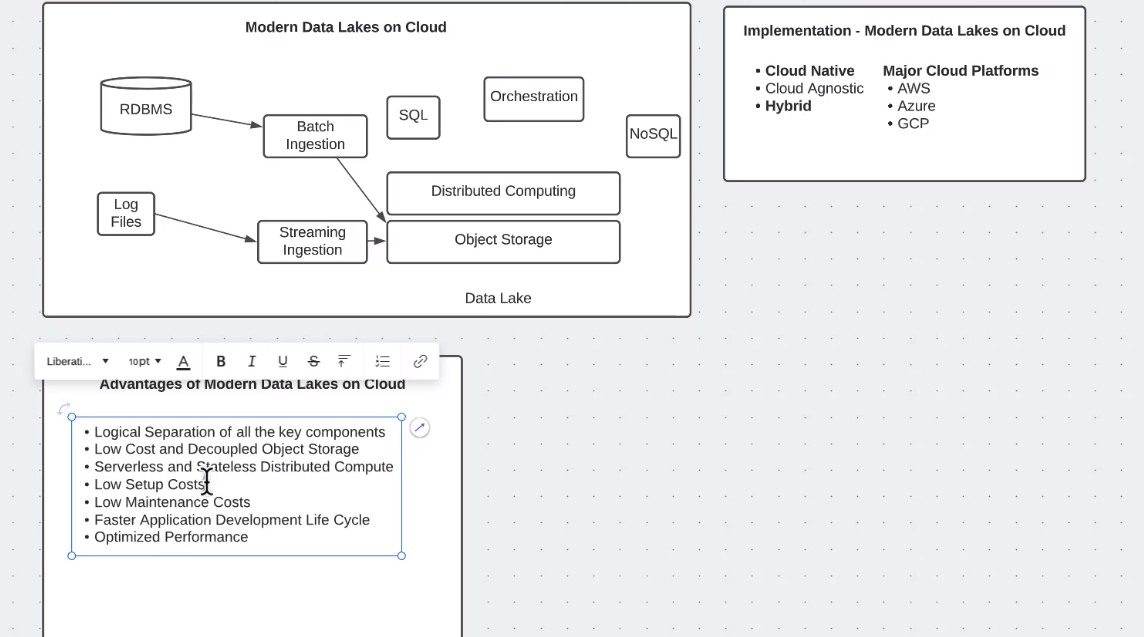 Modern Data Lakes on Cloud
RDBMS
Batch
Ingestion
SQL
Orchestration
NoSQL
Distributed Computing
Log
Files
Streaming
Ingestion
Object Storage
Data Lake
Implementation - Modern Data Lakes on Cloud
• Cloud Native
• Cloud Agnostic
• Hybrid
Major Cloud Platforms
• AWS
• Azure
• GCP
Liberati...
10pt
A B I U S
Advantages of Modern Data Lakes on Cloud
• Logical Separation of all the key components
• Low Cost and Decoupled Object Storage
• Serverless and Stateless Distributed Compute
• Low Setup Costs
• Low Maintenance Costs
• Faster Application Development Life Cycle
• Optimized Performance